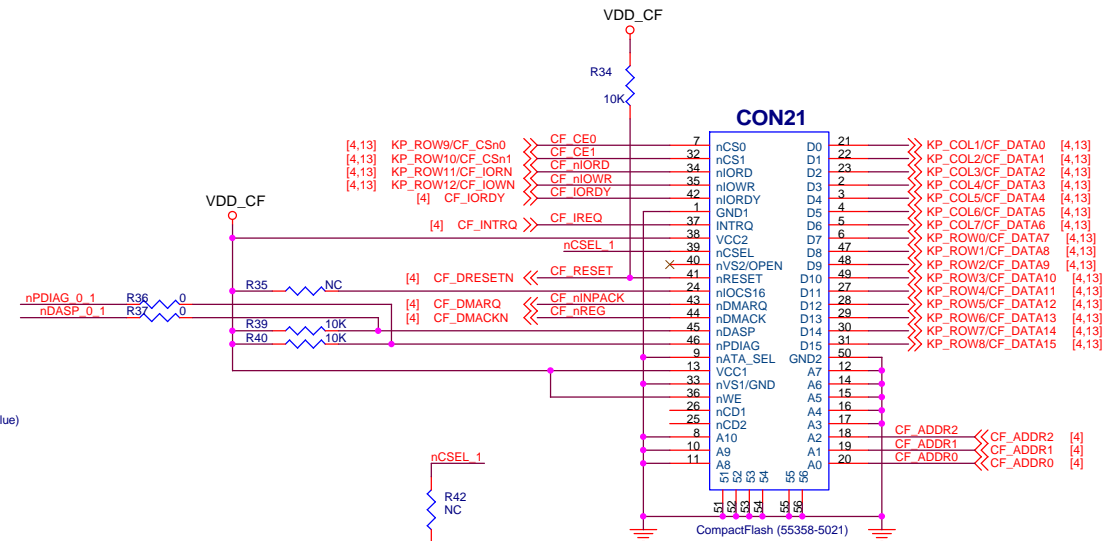 VDD_CF
R34
10K
CON21
[4,13] KP_ROW9/CF_CSn0 CF_CE0 7 nCS0 D0 21 KP_COL1/CF_DATA0 [4,13]
[4,13] KP_ROW10/CF_CSn1 CF_CE1 32 nCS1 D1 22 KP_COL2/CF_DATA1 [4,13]
[4,13] KP_ROW11/CF_IORN CF_nIORD 34 nIORD D2 23 KP_COL3/CF_DATA2 [4,13]
[4,13] KP_ROW12/CF_IOWN CF_nIOWR 35 nIOWR D3 2 KP_COL4/CF_DATA3 [4,13]
[4] CF_IORDY CF_IORDY 42 nIORDY D4 3 KP_COL5/CF_DATA4 [4,13]
VDD_CF
1 GND1 D5 4 KP_COL6/CF_DATA5 [4,13]
[4] CF_INTRQ CF_IREQ 37 INTRQ D6 5 KP_COL7/CF_DATA6 [4,13]
38 VCC2 D7 6 KP_ROW0/CF_DATA7 [4,13]
nCSEL_1 39 nCSEL D8 47 KP_ROW1/CF_DATA8 [4,13]
40 nVS2/OPEN D9 48 KP_ROW2/CF_DATA9 [4,13]
[4] CF_DRESETN CF_RESET 41 nRESET D10 49 KP_ROW3/CF_DATA10 [4,13]
R35 NC 24 nIOCS16 D11 27 KP_ROW4/CF_DATA11 [4,13]
nPDIAG_0_1 R36 0 [4] CF_DMARQ CF_nINPACK 43 nDMARQ D12 28 KP_ROW5/CF_DATA12 [4,13]
nDASP_0_1 R37 0 [4] CF_DMACKN CF_nREG 44 nDMACK D13 29 KP_ROW6/CF_DATA13 [4,13]
R39 10K 45 nDASP D14 30 KP_ROW7/CF_DATA14 [4,13]
R40 10K 46 nPDIAG D15 31 KP_ROW8/CF_DATA15 [4,13]
9 nATA_SEL GND2 50
13 VCC1 A7 12
33 nVS1/GND A6 14
36 nWE A5 15
26 nCD1 A4 16
lue) 25 nCD2 A3 17
8 A10 A2 18 CF_ADDR2 CF_ADDR2 [4]
10 A9 A1 19 CF_ADDR1 CF_ADDR1 [4]
11 A8 A0 20 CF_ADDR0 CF_ADDR0 [4]
nCSEL_1
51 52 53 54 55 56
R42
NC
51 52 53 54 55 56
CompactFlash (55358-5021)